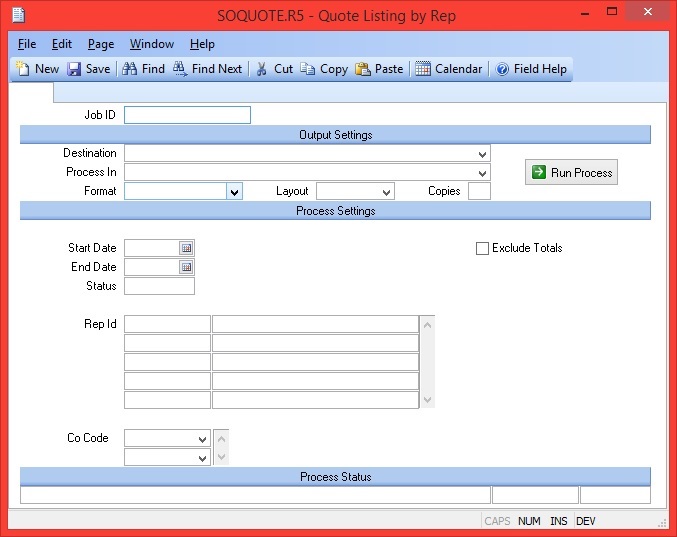 SOQUOTE.R5 - Quote Listing by Rep
File Edit Page Window Help
New Save Find Find Next Cut Copy Paste Calendar Field Help
Job ID
Output Settings
Destination
Process In
Run Process
Format Layout Copies
Process Settings
Start Date Exclude Totals
End Date
Status
Rep Id
Co Code
Process Status
CAPS NUM INS DEV